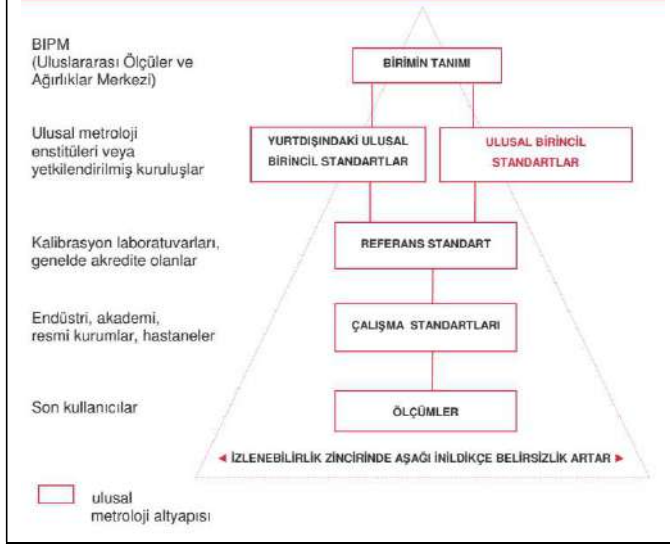 BIPM
(Uluslararası Ölçüler ve
Ağırlıklar Merkezi)
BİRİMİN TANIMI
Ulusal metroloji
enstitüleri veya
yetkilendirilmiş kuruluşlar
YURTDIŞINDAKİ ULUSAL
BİRİNCİL STANDARTLAR
ULUSAL BİRİNCİL
STANDARTLAR
Kalibrasyon laboratuvarları,
genelde akredite olanlar
REFERANS STANDART
Endüstri, akademi,
resmi kurumlar, hastaneler
ÇALIŞMA STANDARTLARI
Son kullanıcılar
ÖLÇÜMLER
◄ İZLENEBİLİRLİK ZİNCİRİNDE AŞAĞI İNİLDİKÇE BELİRSİZLİK ARTAR ►
ulusal
metroloji altyapısı